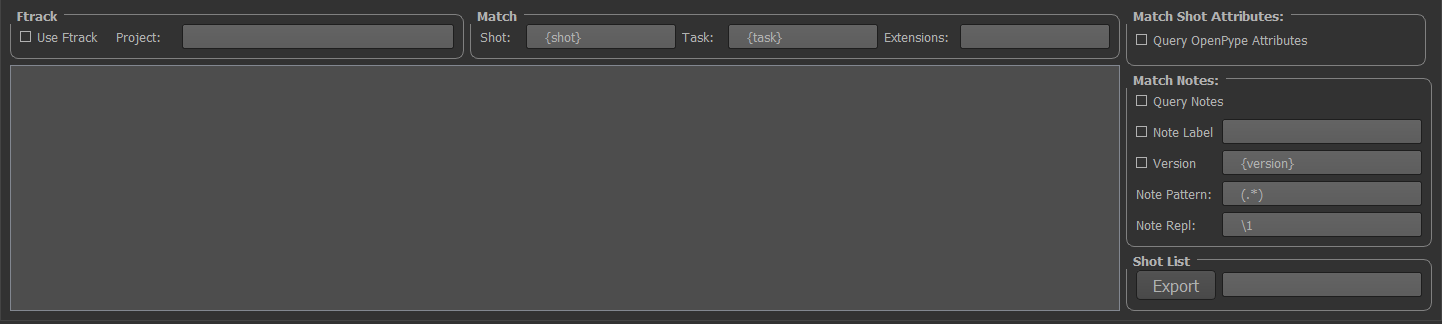 Ftrack
Use Ftrack Project:
Match
Shot: {shot} Task: {task} Extensions:
Match Shot Attributes:
Query OpenPype Attributes
Match Notes:
Query Notes
Note Label
Version {version}
Note Pattern: (.*)
Note Repl: \1
Shot List
Export